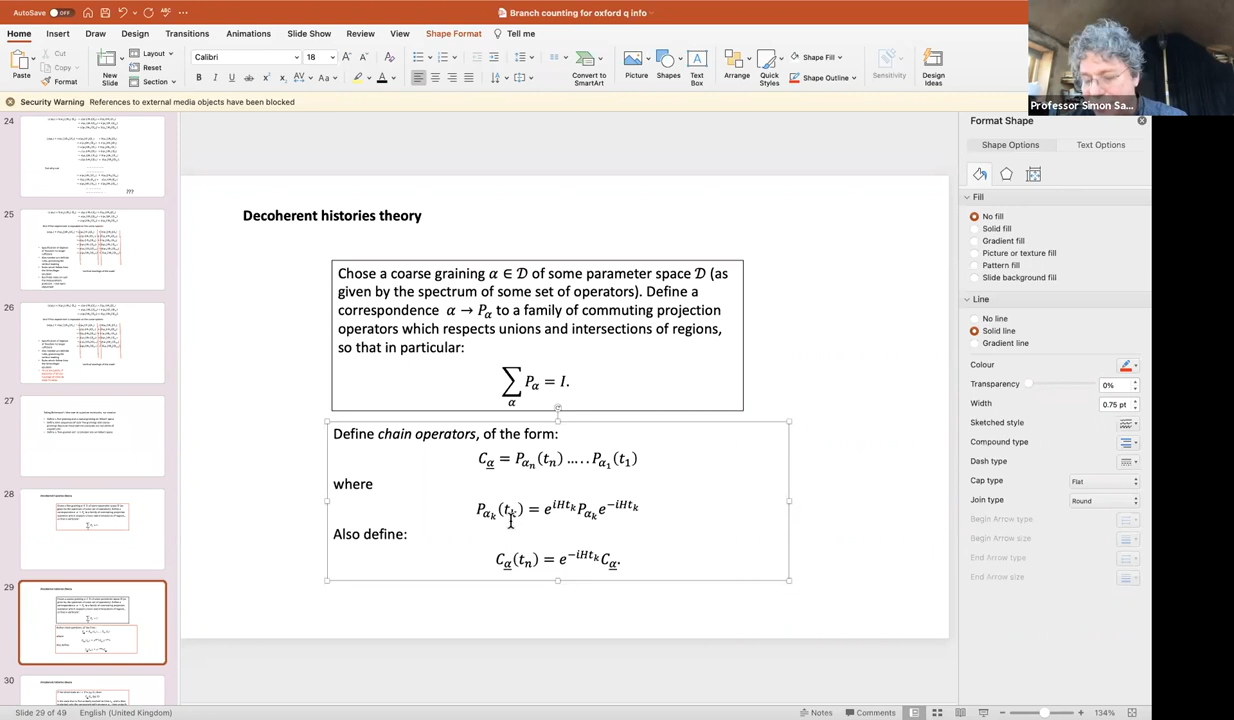 AutoSave OFF
Branch counting for oxford q info
Home Insert Draw Design Transitions Animations Slide Show Review View Shape Format Tell me
Paste
Cut
Copy
Format
New Slide
Layout
Reset
Section
Calibri 18
Convert to SmartArt
Picture
Shapes
Text Box
Arrange
Quick Styles
Shape Fill
Shape Outline
Sensitivity
Design Ideas
Professor Simon Sa...
Security Warning References to external media objects have been blocked
24
???
25
26
27
28
29
30
Decoherent histories theory
Chose a coarse graining α ∈ 𝒟 of some parameter space 𝒟 (as
given by the spectrum of some set of operators). Define a
correspondence α → P_α to a family of commuting projection
operators which respects unions and intersections of regions,
so that in particular:
∑_α P_α = I.
Define chain operators, of the form:
C_α = P_{α_n}(t_n) ..... P_{α_1}(t_1)
where
P_{α_k}(t_k) = e^{iHt_k} P_{α_k} e^{-iHt_k}
Also define:
C_α(t_n) = e^{-iHt_k} C_α.
Format Shape
Shape Options Text Options
Fill
No fill
Solid fill
Gradient fill
Picture or texture fill
Pattern fill
Slide background fill
Line
No line
Solid line
Gradient line
Colour
Transparency 0%
Width 0.75 pt
Sketched style
Compound type
Dash type
Cap type Flat
Join type Round
Begin Arrow type
Begin Arrow size
End Arrow type
End Arrow size
Slide 29 of 49 English (United Kingdom) Notes Comments 134%